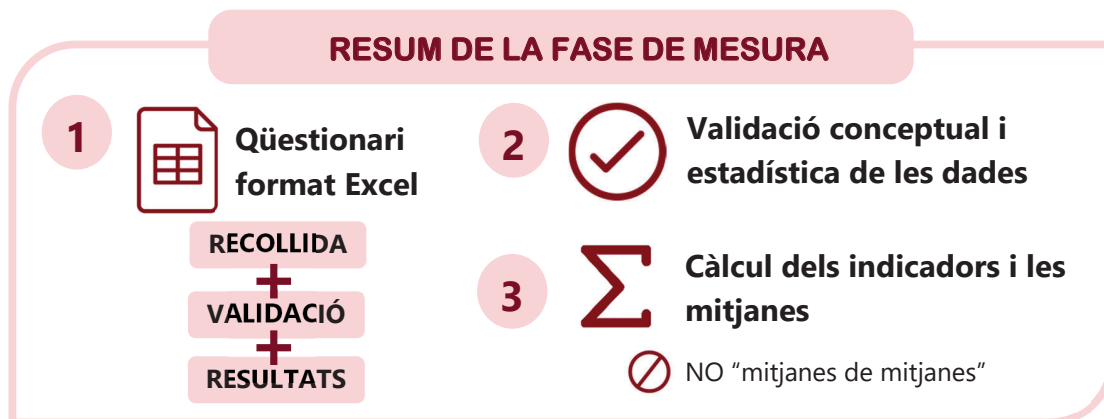 RESUM DE LA FASE DE MESURA
1
Qüestionari
format Excel
RECOLLIDA
+
VALIDACIÓ
+
RESULTATS
2
Validació conceptual i
estadística de les dades
3
Càlcul dels indicadors i les
mitjanes
NO “mitjanes de mitjanes”